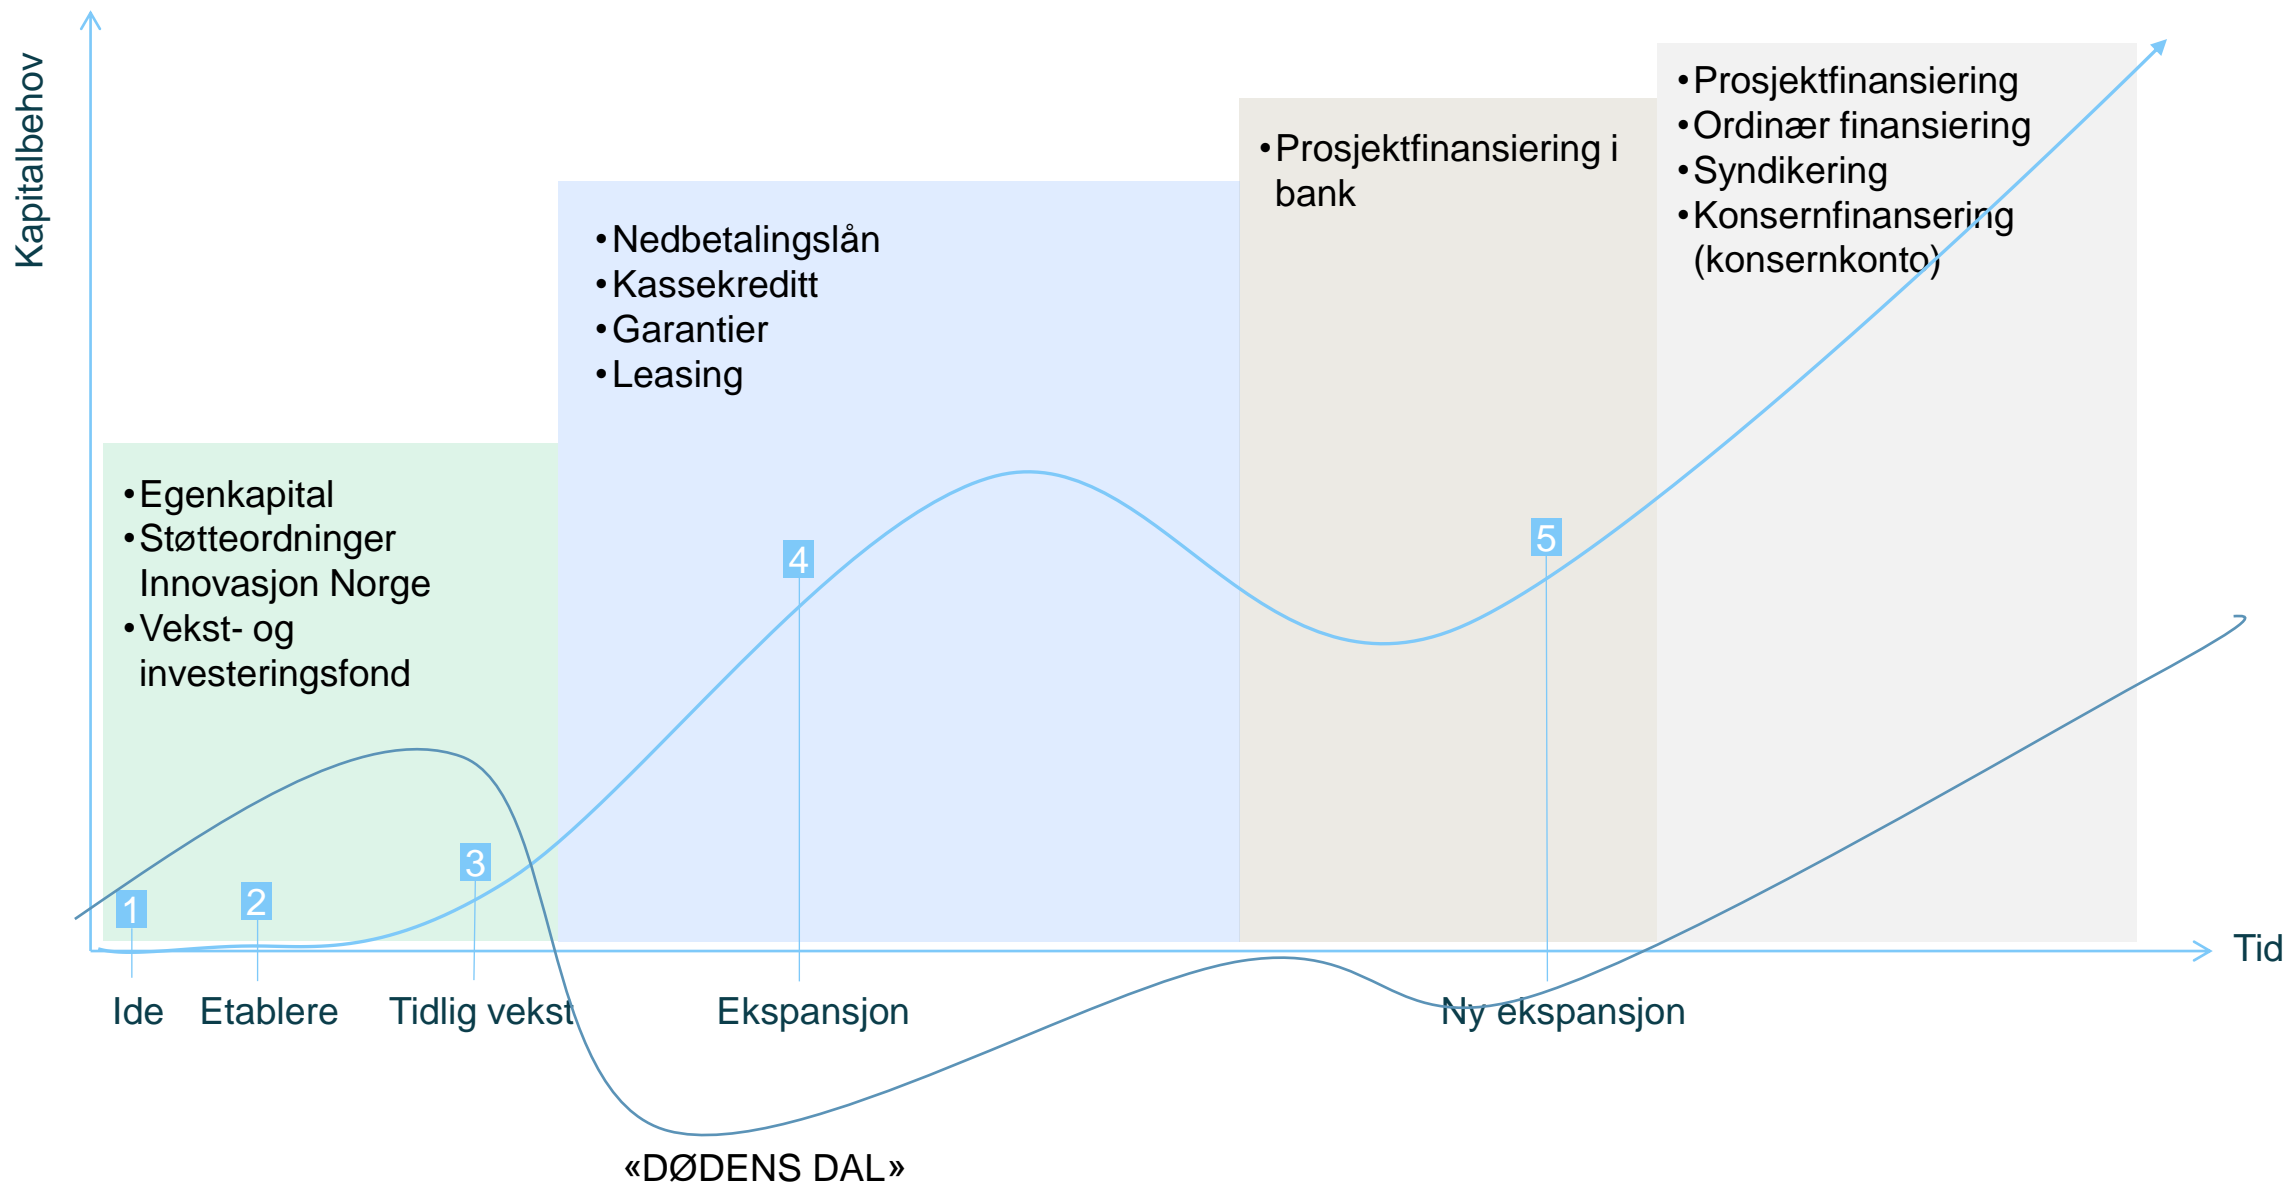 Kapitalbehov
•Egenkapital
•Støtteordninger
Innovasjon Norge
•Vekst- og
investeringsfond
•Nedbetalingslån
•Kassekreditt
•Garantier
•Leasing
•Prosjektfinansiering i
bank
•Prosjektfinansiering
•Ordinær finansiering
•Syndikering
•Konsernfinansering
(konsernkonto)
1
2
3
4
5
Tid
Ide
Etablere
Tidlig vekst
Ekspansjon
Ny ekspansjon
«DØDENS DAL»